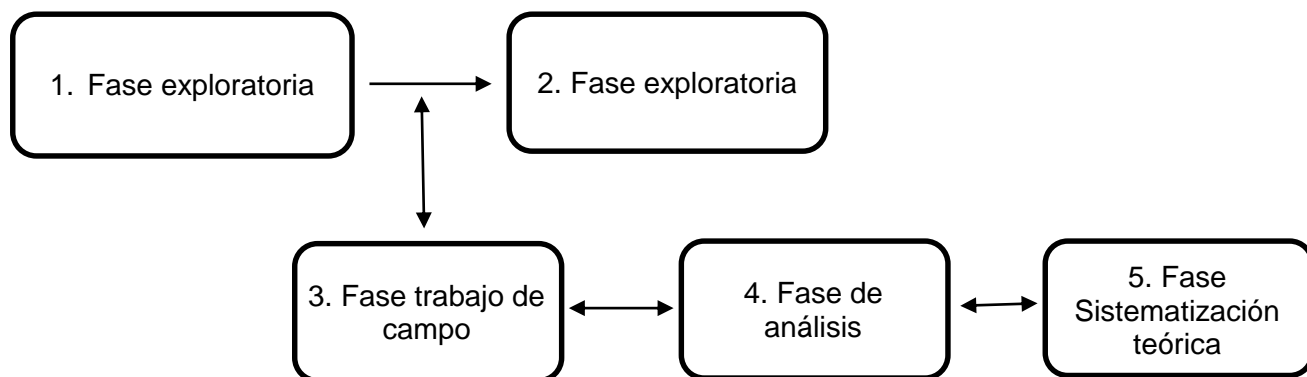 1. Fase exploratoria
2. Fase exploratoria
3. Fase trabajo de
campo
4. Fase de
análisis
5. Fase
Sistematización
teórica